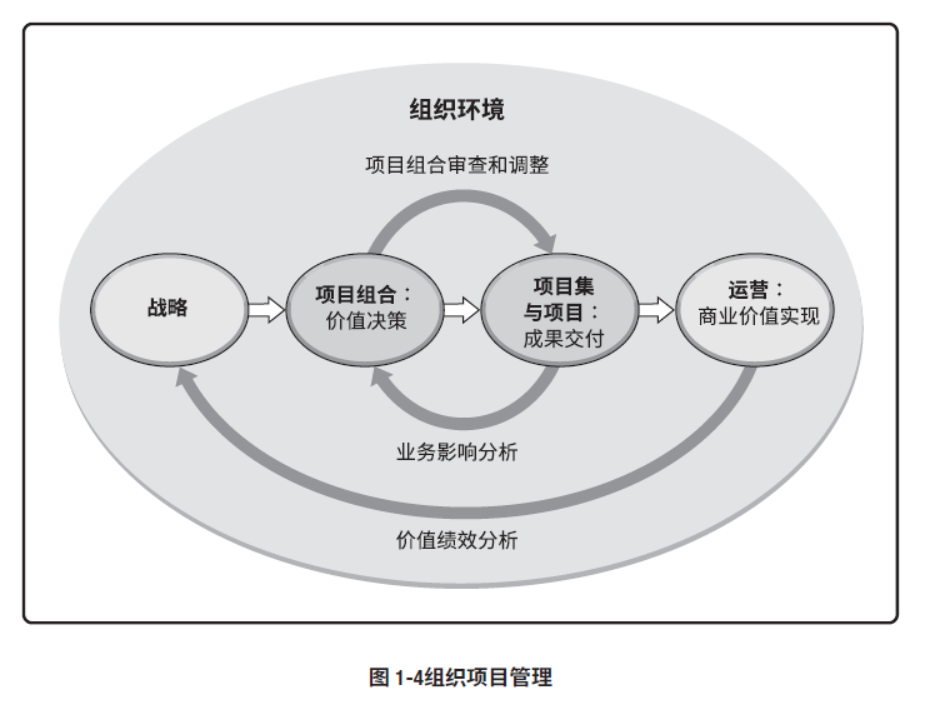 组织环境
项目组合审查和调整
战略
项目组合：
价值决策
项目集
与项目：
成果交付
运营：
商业价值实现
业务影响分析
价值绩效分析
图 1-4组织项目管理